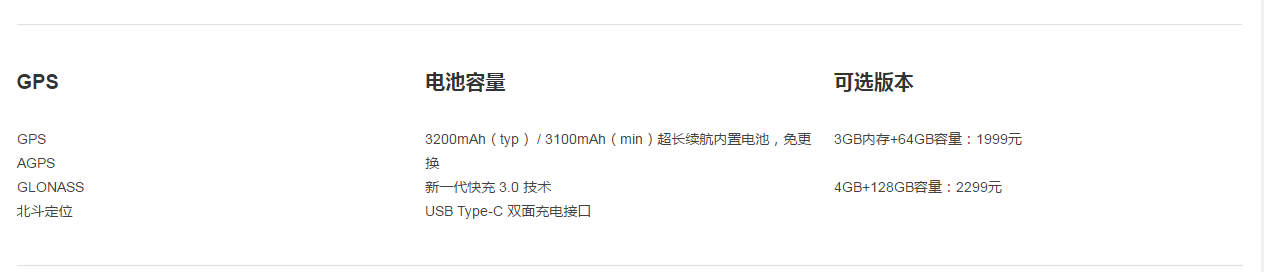 GPS
GPS
AGPS
GLONASS
北斗定位
电池容量
3200mAh（typ） / 3100mAh（min）超长续航内置电池，免更
换
新一代快充 3.0 技术
USB Type-C 双面充电接口
可选版本
3GB内存+64GB容量：1999元
4GB+128GB容量：2299元